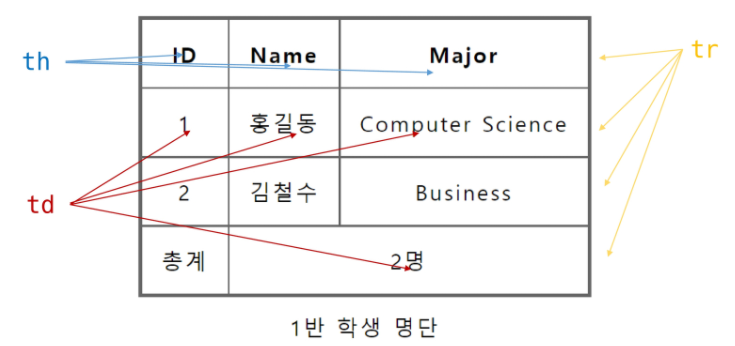 th
tr
td
ID Name Major
1 홍길동 Computer Science
2 김철수 Business
총계 2명
1반 학생 명단